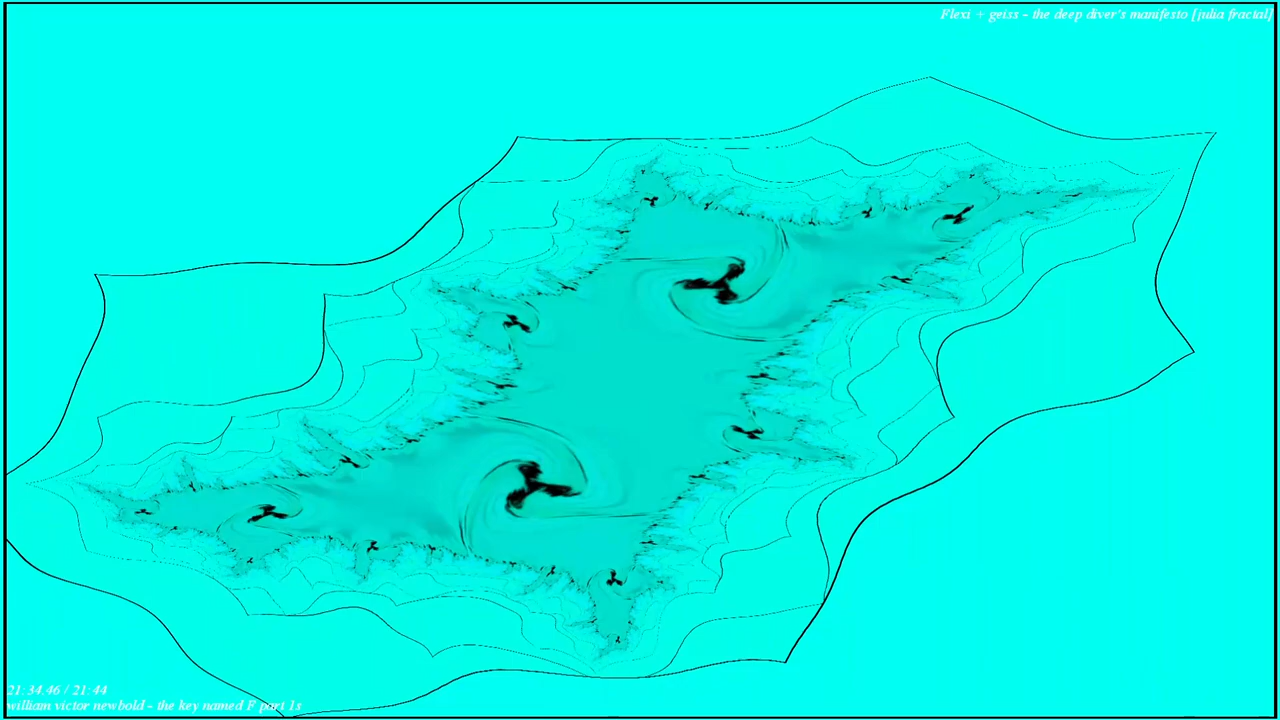 Flexi + geiss - the deep diver's manifesto [julia fractal]
21:34.46 / 21:44
william victor newbold - the key named F part 1s